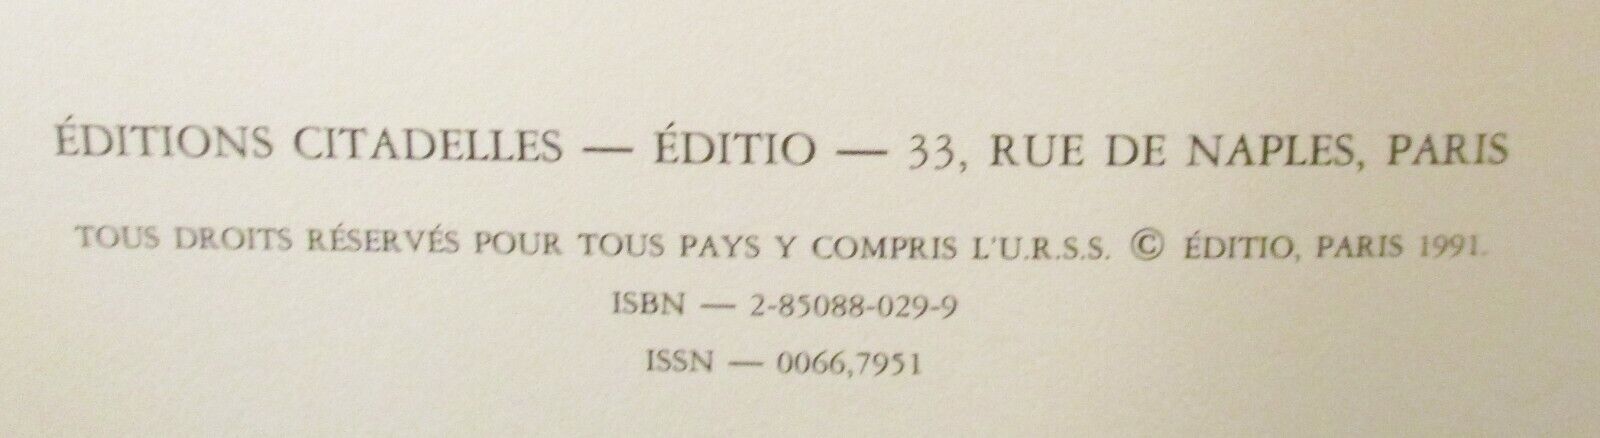 ÉDITIONS CITADELLES — ÉDITIO — 33, RUE DE NAPLES, PARIS
TOUS DROITS RÉSERVÉS POUR TOUS PAYS Y COMPRIS L'U.R.S.S. © ÉDITIO, PARIS 1991.
ISBN — 2-85088-029-9
ISSN — 0066,7951